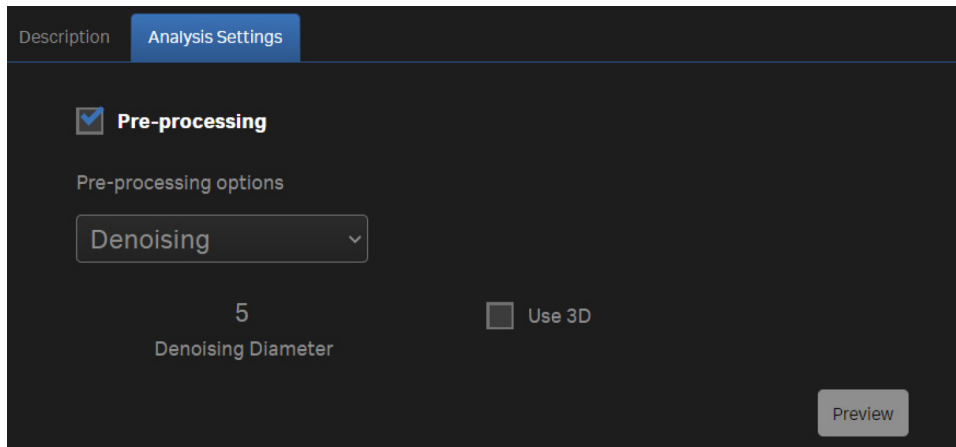 Description
Analysis Settings
Pre-processing
Pre-processing options
Denoising
5
Denoising Diameter
Use 3D
Preview